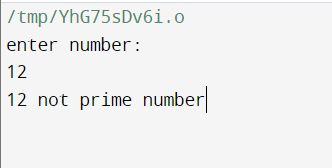 /tmp/YhG75sDv6i.o
enter number:
12
12 not prime number